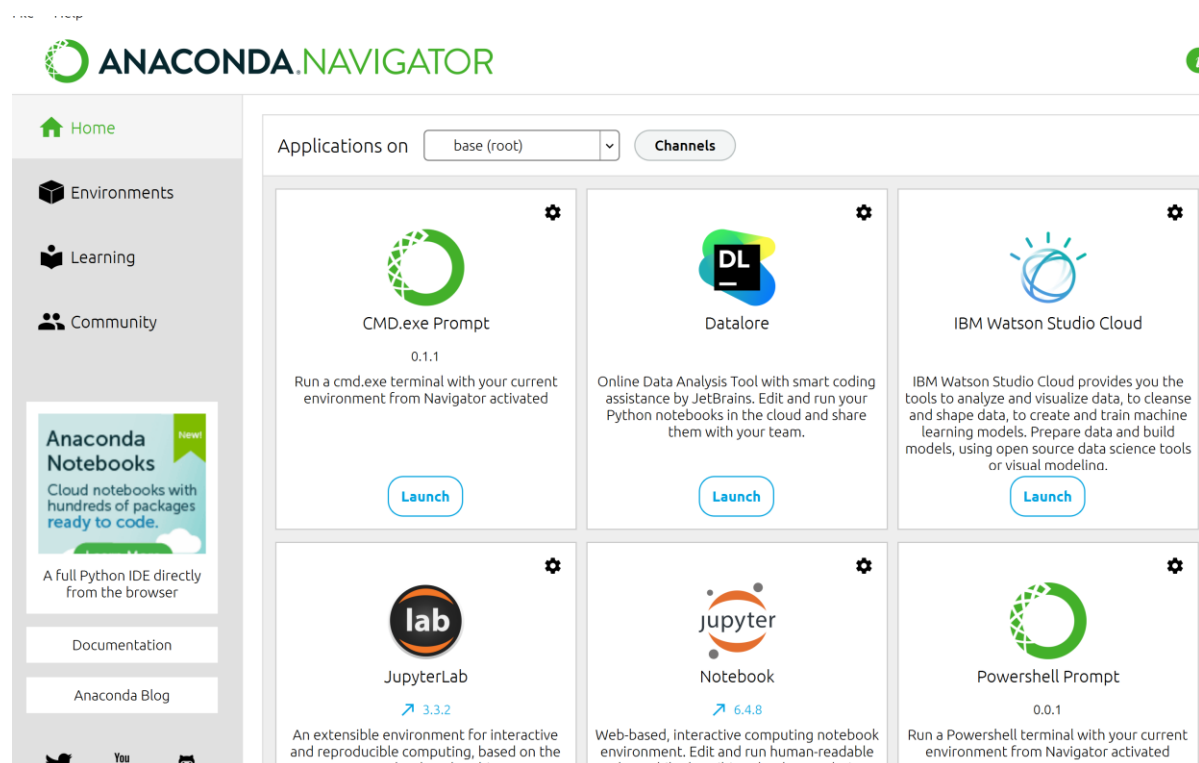 ANACONDA.NAVIGATOR
Home
Environments
Learning
Community
Anaconda
Notebooks
New!
Cloud notebooks with
hundreds of packages
ready to code.
A full Python IDE directly
from the browser
Documentation
Anaconda Blog
You
Applications on
base (root)
Channels
CMD.exe Prompt
0.1.1
Run a cmd.exe terminal with your current
environment from Navigator activated
Launch
DL
Datalore
Online Data Analysis Tool with smart coding
assistance by JetBrains. Edit and run your
Python notebooks in the cloud and share
them with your team.
Launch
IBM Watson Studio Cloud
IBM Watson Studio Cloud provides you the
tools to analyze and visualize data, to cleanse
and shape data, to create and train machine
learning models. Prepare data and build
models, using open source data science tools
or visual modeling.
Launch
lab
JupyterLab
3.3.2
An extensible environment for interactive
and reproducible computing, based on the
jupyter
Notebook
6.4.8
Web-based, interactive computing notebook
environment. Edit and run human-readable
Powershell Prompt
0.0.1
Run a Powershell terminal with your current
environment from Navigator activated